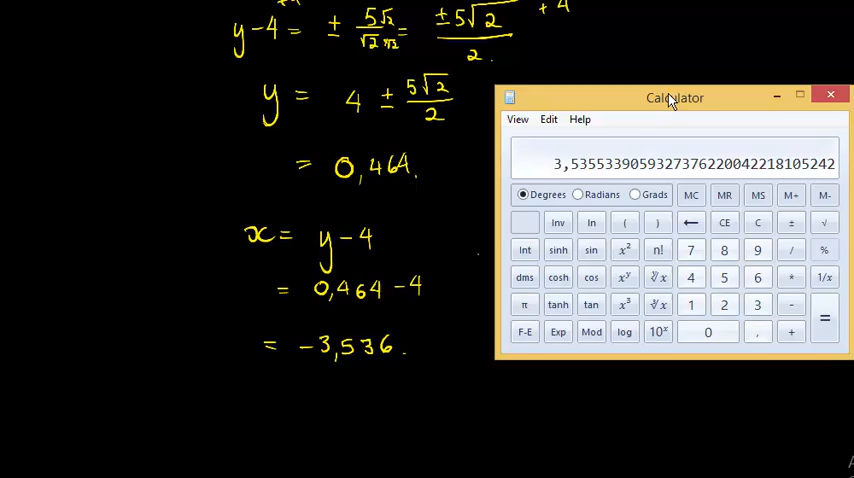 y-4 = ± 5√2 / √2 √2 = ±5√2 / 2 +4
y = 4 ± 5√2 / 2
= 0,464.
x = y-4
= 0,464 -4
= -3,536.
Calculator
View Edit Help
3,5355339059327376220042218105242
Degrees Radians Grads MC MR MS M+ M-
Inv ln ( ) ← CE C ± √
Int sinh sin x² n! 7 8 9 / %
dms cosh cos xʸ ʸ√x 4 5 6 * 1/x
π tanh tan x³ ³√x 1 2 3 - =
F-E Exp Mod log 10ˣ 0 , +